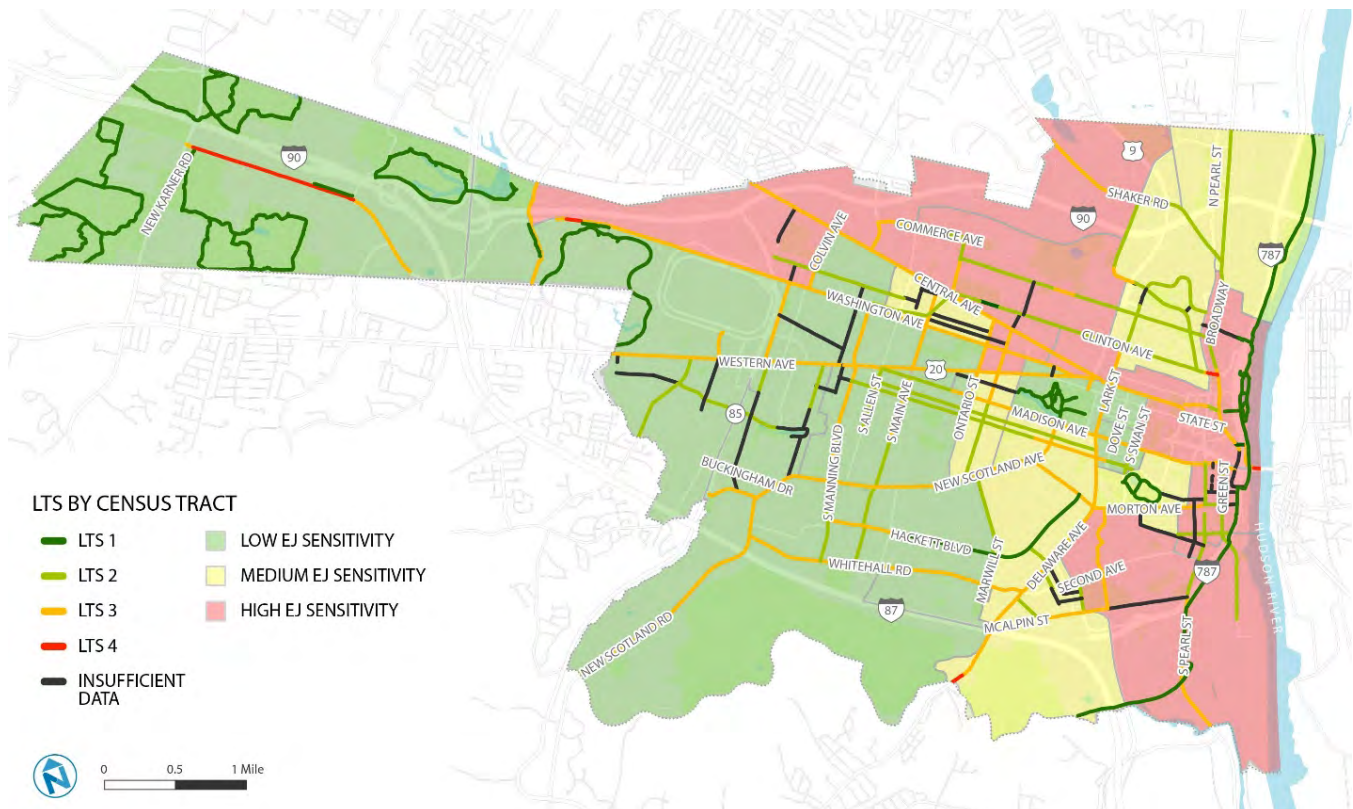 90
NEW KARNER RD
9
N PEARL ST
SHAKER RD
90
COMMERCE AVE
COLVIN AVE
787
CENTRAL AVE
WASHINGTON AVE
BROADWAY
CLINTON AVE
WESTERN AVE
20
85
S ALLEN ST
S MAIN AVE
ONTARIO ST
MADISON AVE
LARK ST
DOVE ST
S SWAN ST
STATE ST
BUCKINGHAM DR
S MANNING BLVD
NEW SCOTLAND AVE
GREEN ST
MORTON AVE
HACKETT BLVD
WHITEHALL RD
MARWILL ST
DELAWARE AVE
SECOND AVE
787
HUDSON RIVER
87
MCALPIN ST
NEW SCOTLAND RD
S PEARL ST
LTS BY CENSUS TRACT
LTS 1
LOW EJ SENSITIVITY
LTS 2
MEDIUM EJ SENSITIVITY
LTS 3
HIGH EJ SENSITIVITY
LTS 4
INSUFFICIENT
DATA
N
0 0.5 1 Mile